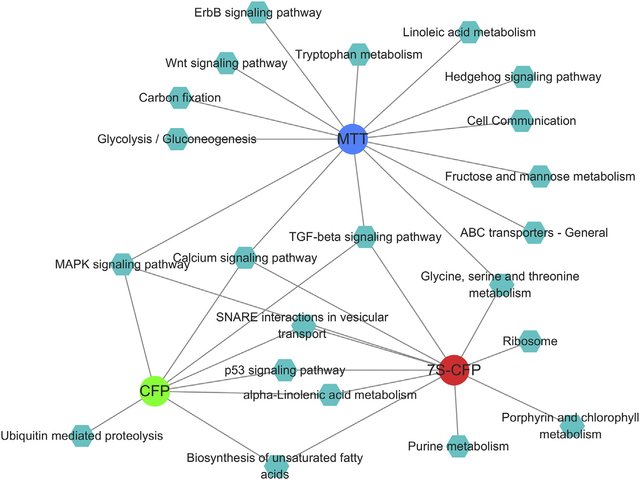 ErbB signaling pathway
Linoleic acid metabolism
Tryptophan metabolism
Wnt signaling pathway
Hedgehog signaling pathway
Carbon fixation
Cell Communication
Glycolysis / Gluconeogenesis
MTT
Fructose and mannose metabolism
ABC transporters - General
TGF-beta signaling pathway
Calcium signaling pathway
MAPK signaling pathway
Glycine, serine and threonine
metabolism
SNARE interactions in vesicular
transport
Ribosome
p53 signaling pathway
7S-CFP
CFP
alpha-Linolenic acid metabolism
Porphyrin and chlorophyll
metabolism
Ubiquitin mediated proteolysis
Purine metabolism
Biosynthesis of unsaturated fatty
acids